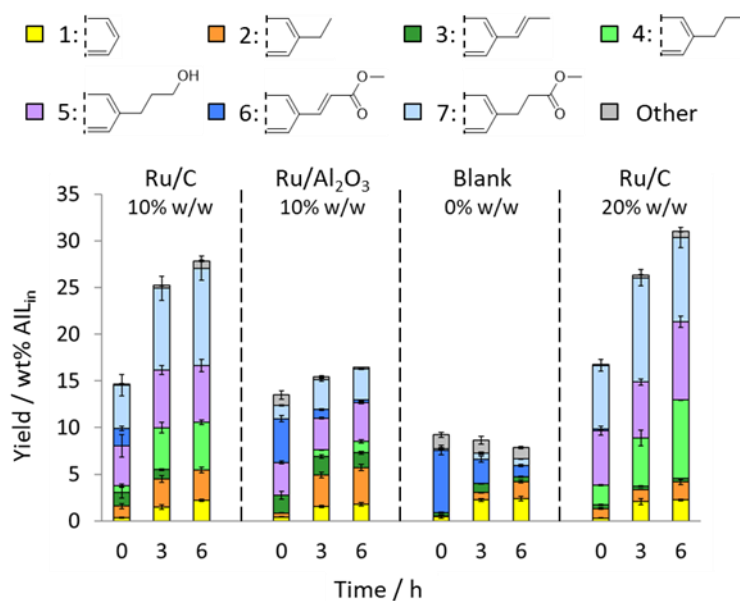 1: 2: 3: 4:
OH
5: 6: O O 7: O O Other
Ru/C Ru/Al₂O₃ Blank Ru/C
10% w/w 10% w/w 0% w/w 20% w/w
35
30
25
20
15
10
5
0
Yield / wt% AILin
0 3 6 0 3 6 0 3 6 0 3 6
Time / h